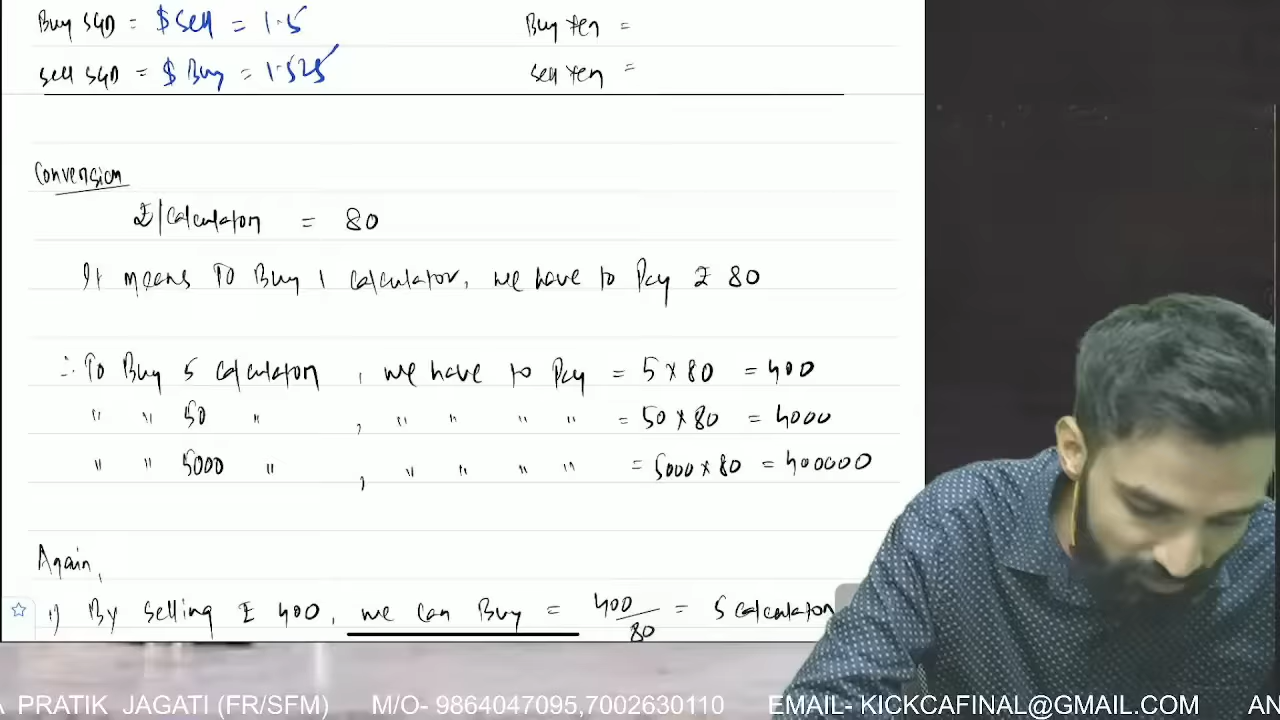 Buy SGD = $ Sell = 1.5
Buy Yen =
Sell SGD = $ Buy = 1.525
Sell Yen =
Conversion
₹/Calculator = 80
It means To Buy 1 calculator, we have to Pay ₹ 80
∴ To Buy 5 calculator, we have to Pay = 5 × 80 = 400
" " 50 " , " " " " = 50 × 80 = 4000
" " 5000 " , " " " " = 5000 × 80 = 400000
Again,
1) By selling ₹ 400, we can Buy = 400/80 = 5 calculator
PRATIK JAGATI (FR/SFM) M/O- 9864047095,7002630110 EMAIL- KICKCAFINAL@GMAIL.COM AN